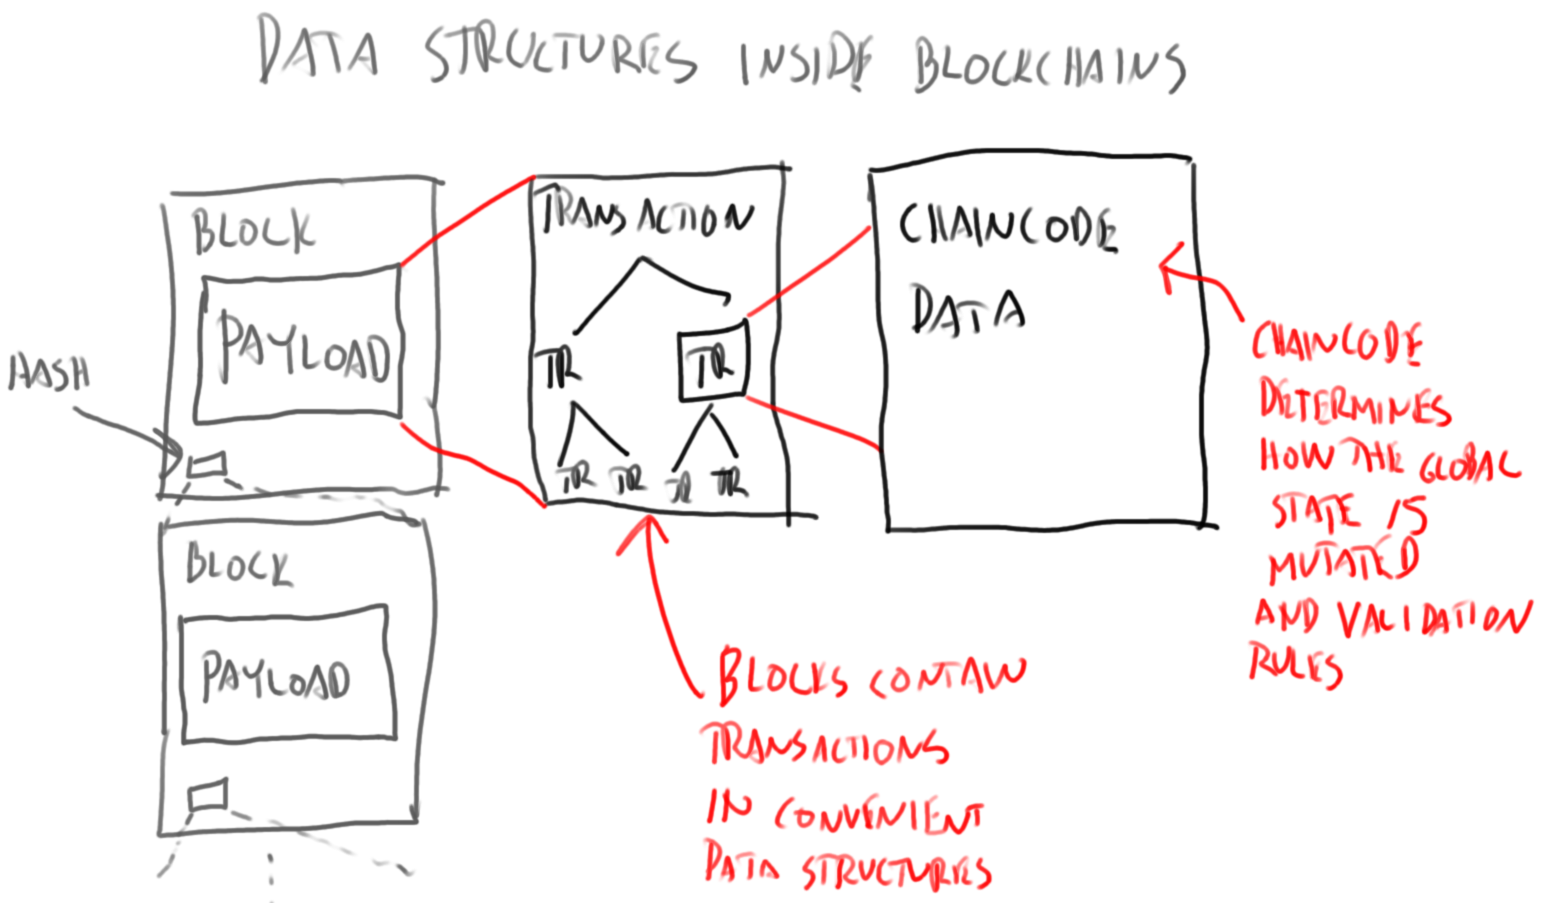 DATA STRUCTURES INSIDE BLOCKCHAINS
BLOCK
PAYLOAD
HASH
TRANSACTION
TR
TR
TR TR TR TR
CHAINCODE
DATA
CHAINCODE
DETERMINES
HOW THE GLOBAL
STATE IS
MUTATED
AND VALIDATION
RULES
BLOCK
PAYLOAD
BLOCKS CONTAIN
TRANSACTIONS
IN CONVENIENT
DATA STRUCTURES